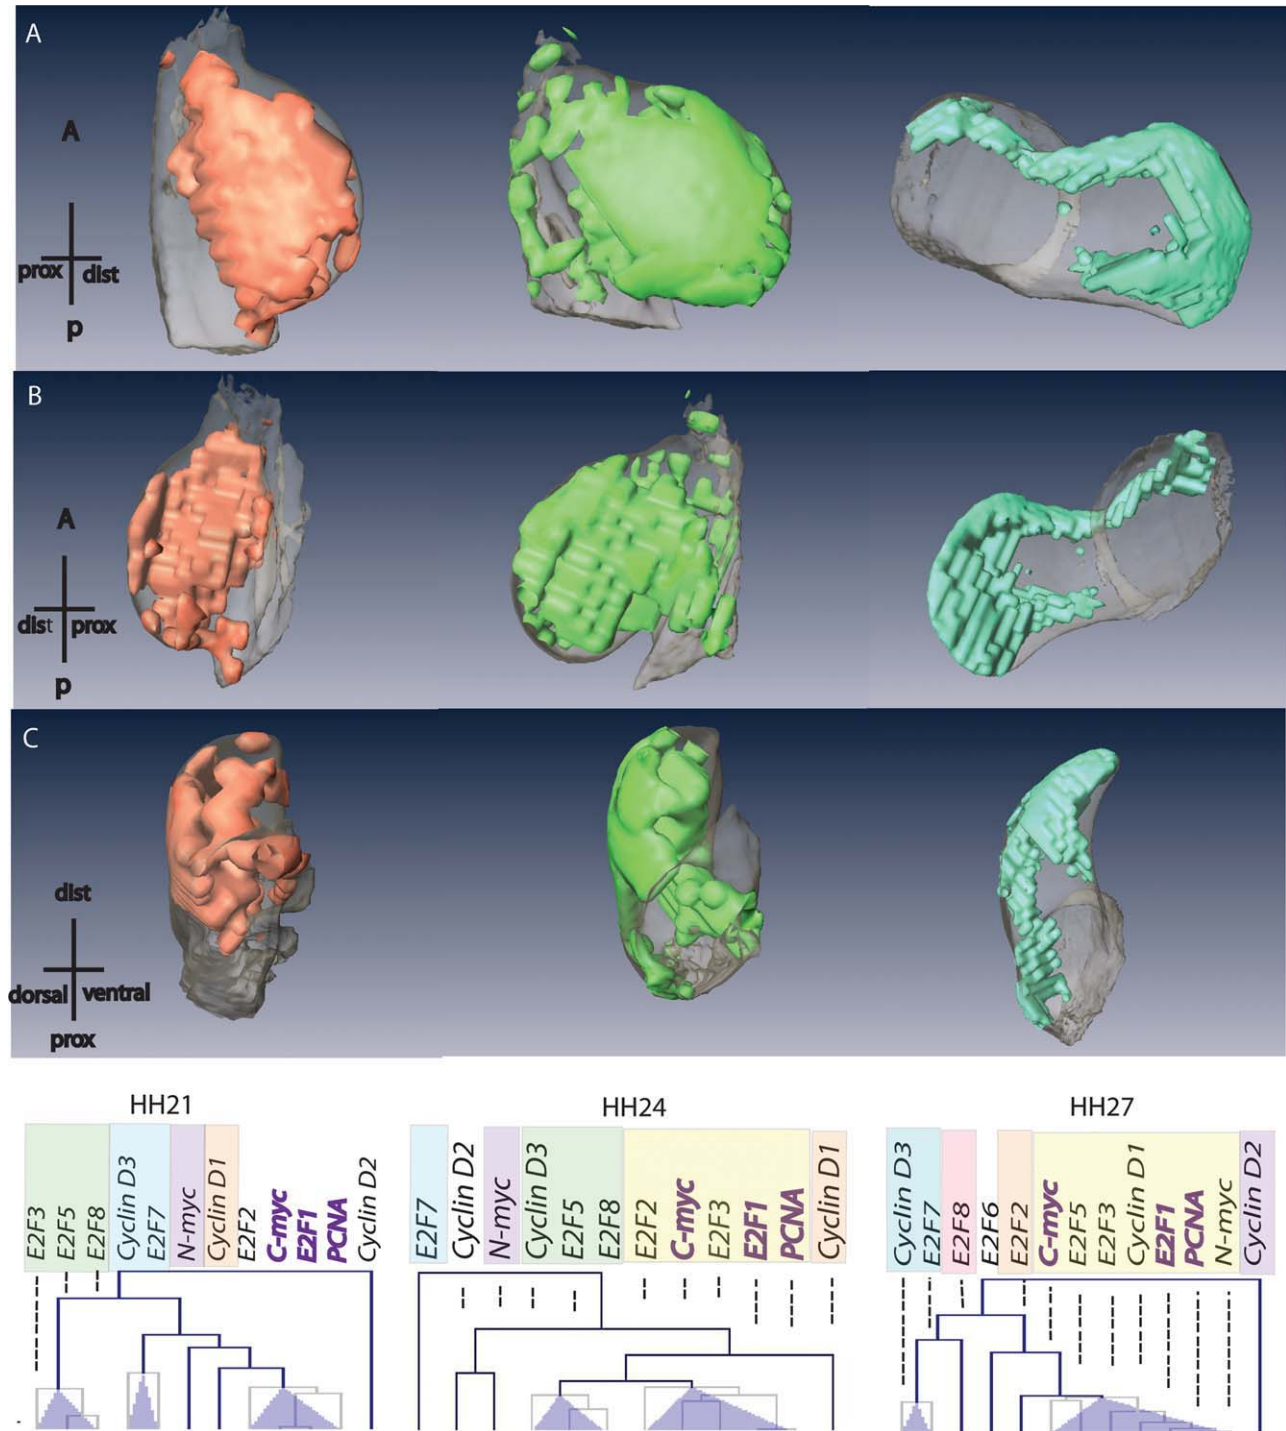 A
A
prox dist
p
B
A
dist prox
p
C
dist
dorsal ventral
prox
HH21
HH24
HH27
E2F3
E2F5
E2F8
Cyclin D3
E2F7
N-myc
Cyclin D1
E2F2
C-myc
E2F1
PCNA
Cyclin D2
E2F7
Cyclin D2
N-myc
Cyclin D3
E2F5
E2F8
E2F2
C-myc
E2F3
E2F1
PCNA
Cyclin D1
Cyclin D3
E2F7
E2F8
E2F6
E2F2
C-myc
E2F5
E2F3
Cyclin D1
E2F1
PCNA
N-myc
Cyclin D2